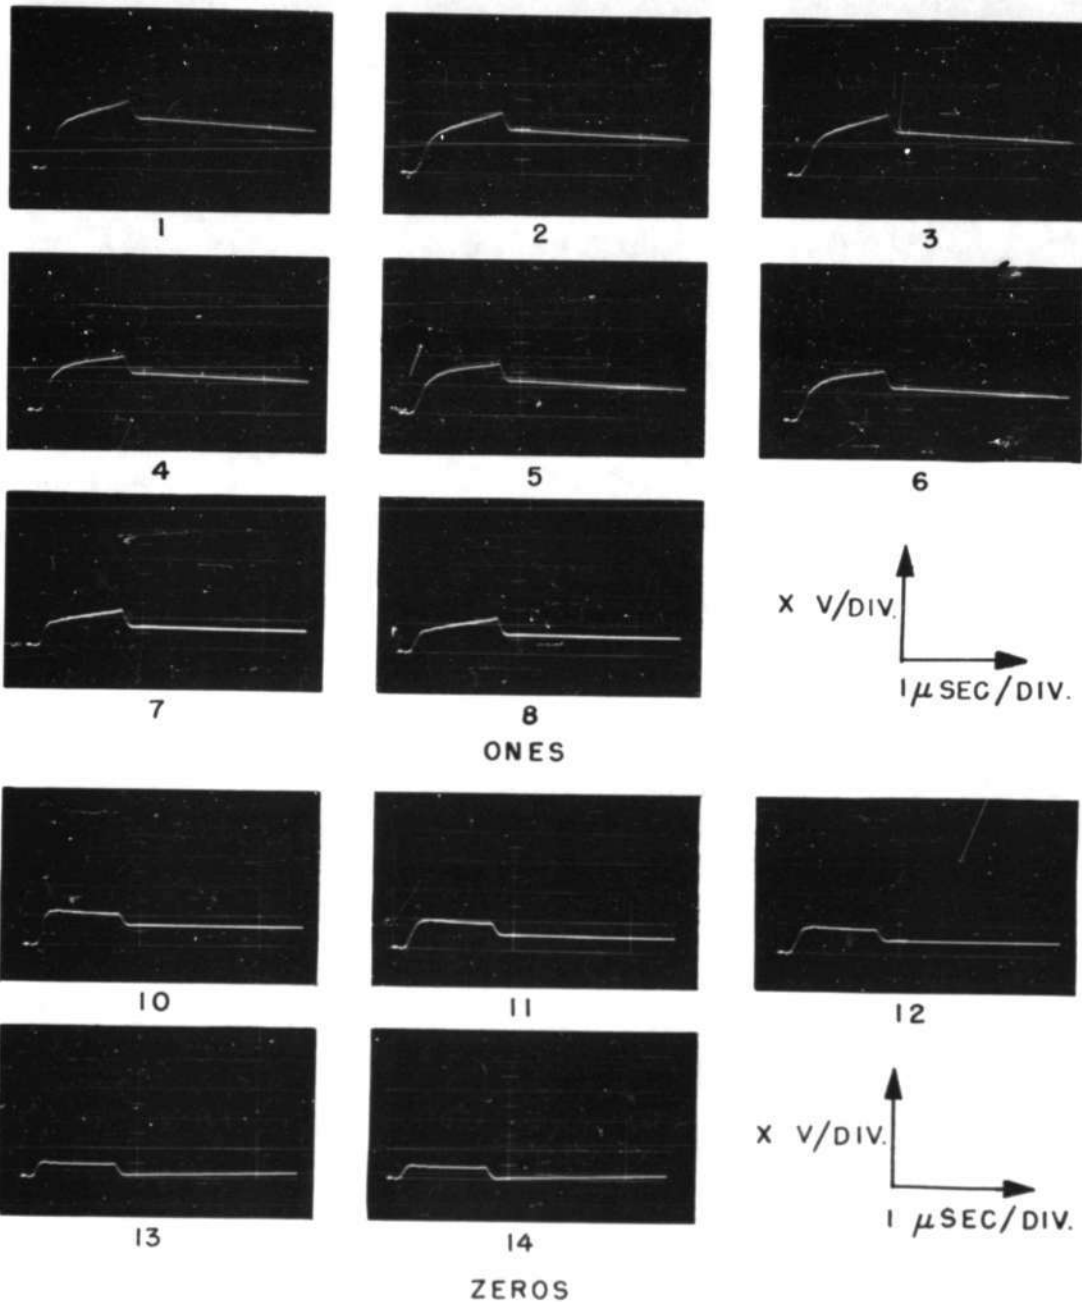 1
2
3
4
5
6
X V/DIV.
1 μSEC/DIV.
7
8
ONES
10
11
12
X V/DIV.
1 μSEC/DIV.
13
14
ZEROS